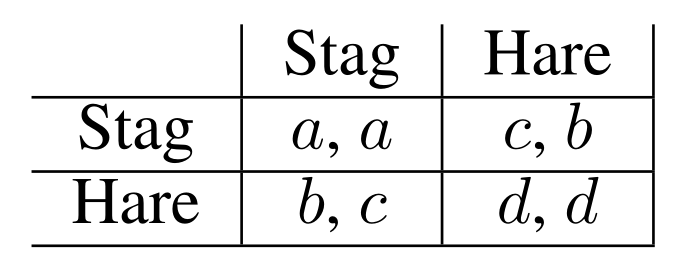 Stag Hare
Stag a, a c, b
Hare b, c d, d